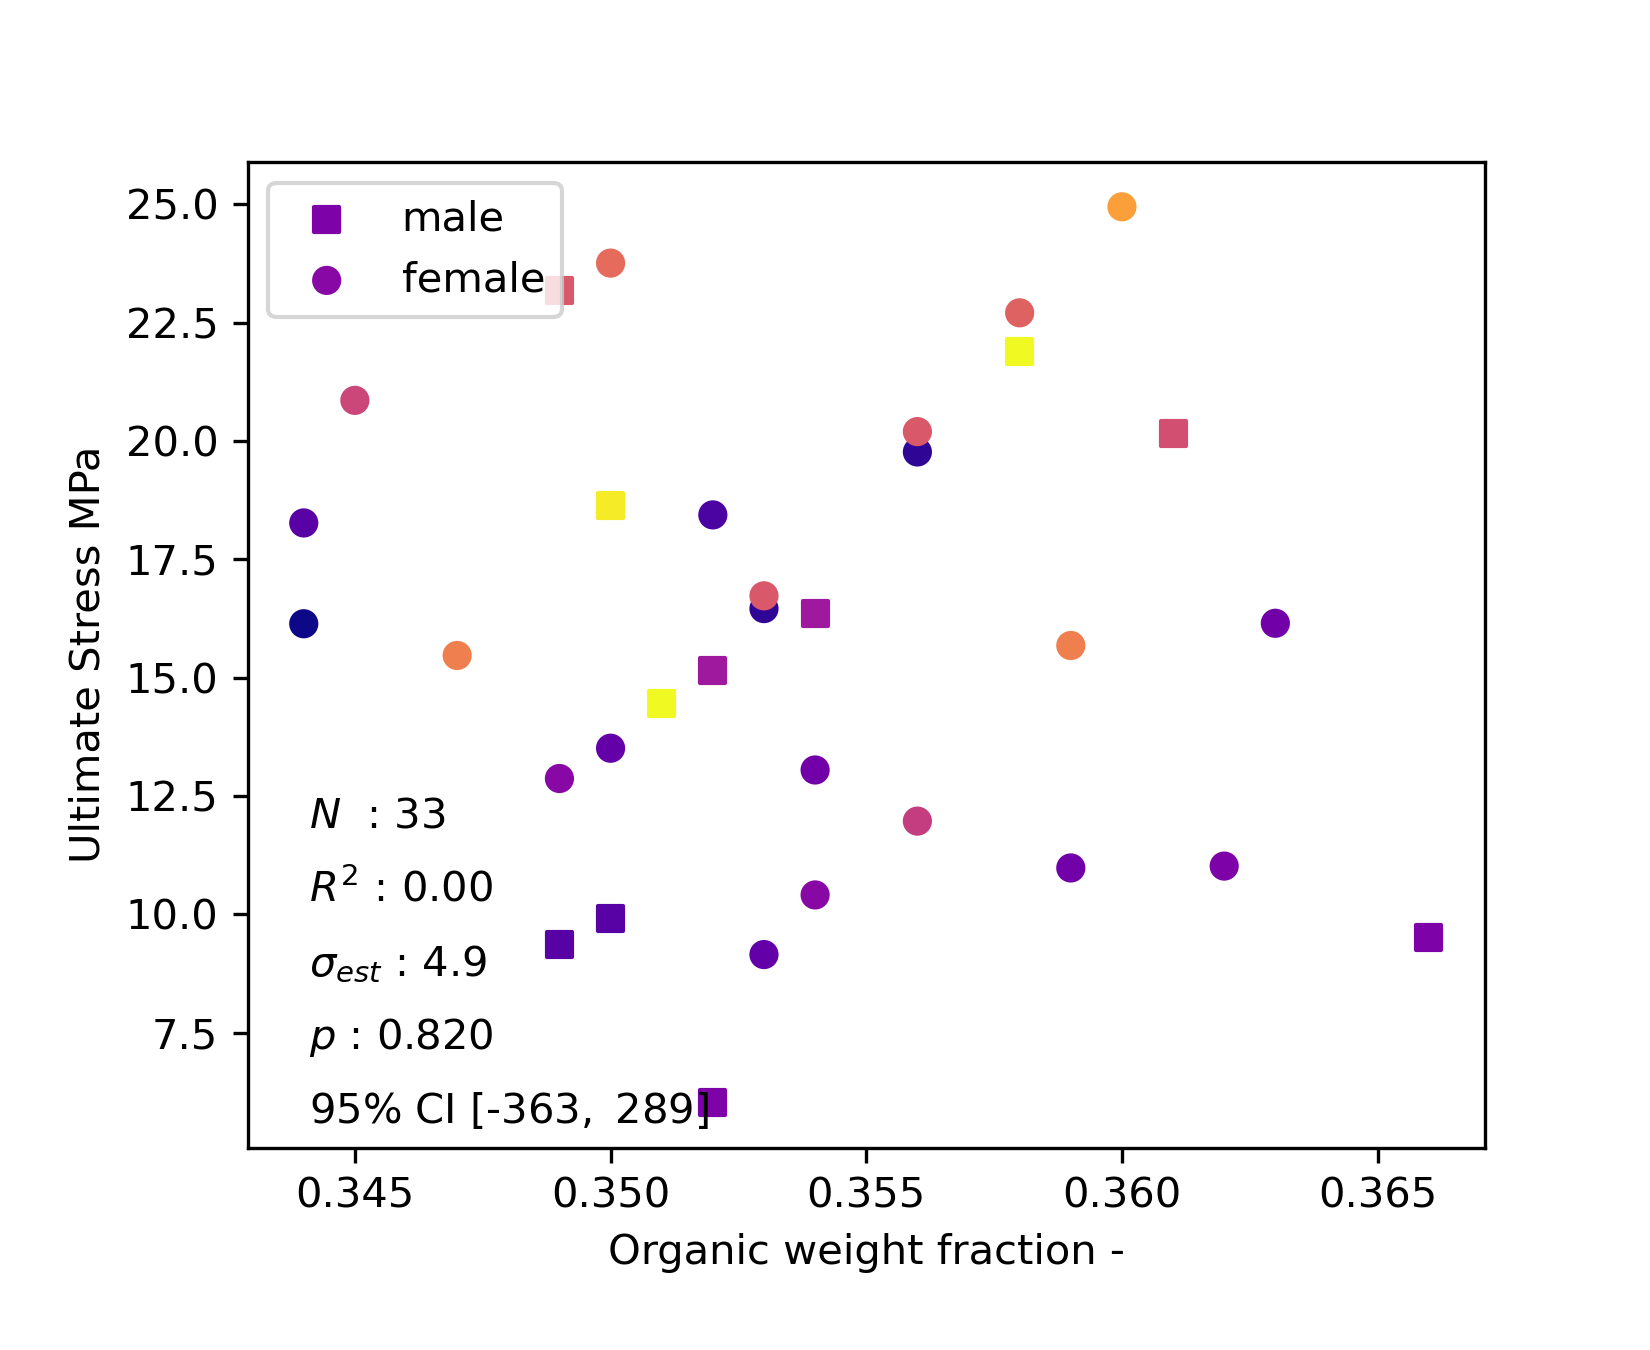 male
female
25.0
22.5
20.0
17.5
15.0
12.5
10.0
7.5
Ultimate Stress MPa
N : 33
R² : 0.00
σest : 4.9
p : 0.820
95% CI [-363, 289]
0.345 0.350 0.355 0.360 0.365
Organic weight fraction -